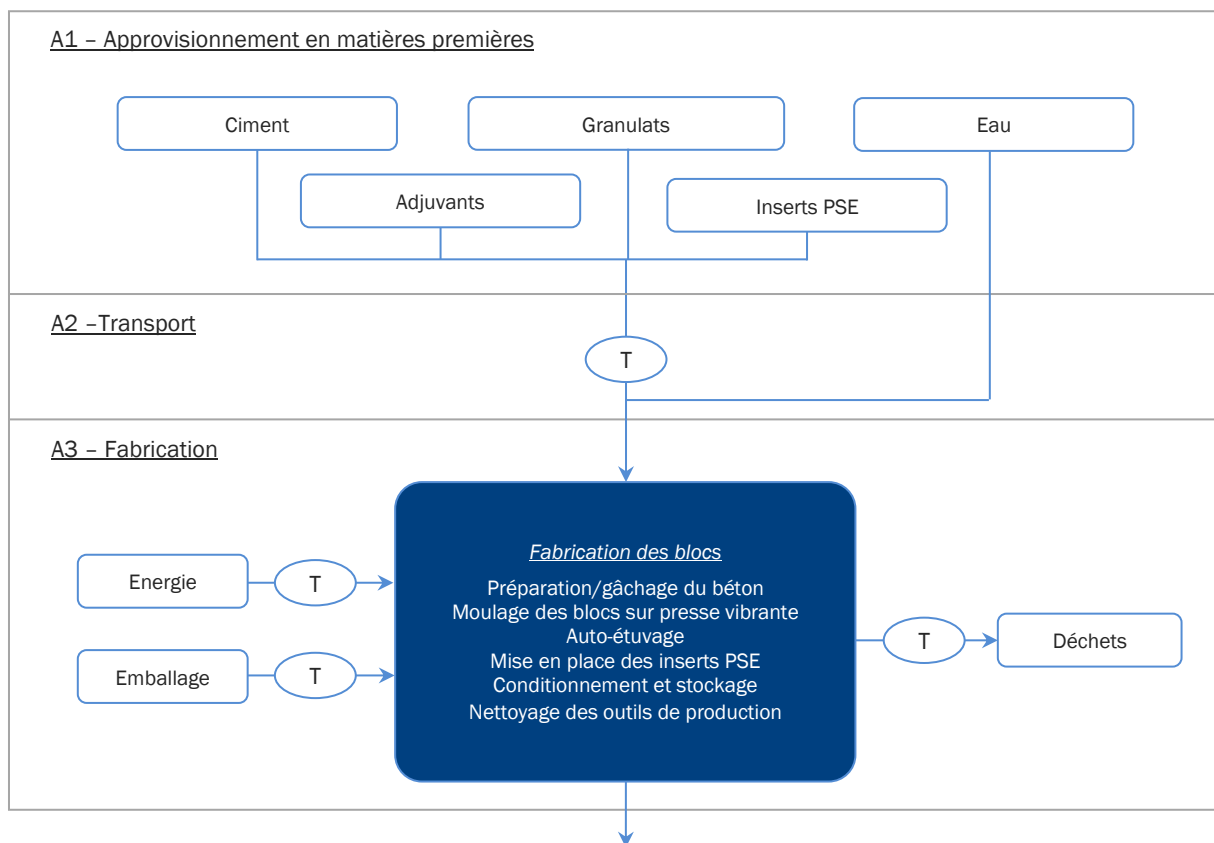 A1 – Approvisionnement en matières premières
Ciment
Granulats
Eau
Adjuvants
Inserts PSE
A2 –Transport
T
A3 – Fabrication
Fabrication des blocs
Préparation/gâchage du béton
Moulage des blocs sur presse vibrante
Auto-étuvage
Mise en place des inserts PSE
Conditionnement et stockage
Nettoyage des outils de production
Energie
T
Emballage
T
T
Déchets